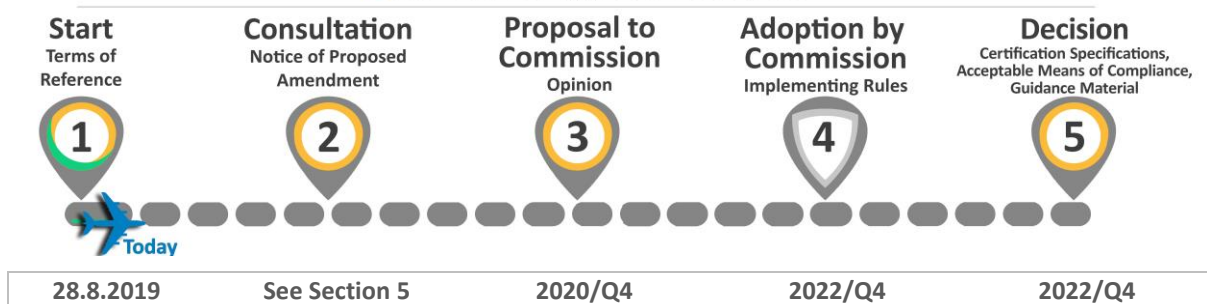 Start
Terms of
Reference
Consultation
Notice of Proposed
Amendment
Proposal to
Commission
Opinion
Adoption by
Commission
Implementing Rules
Decision
Certification Specifications,
Acceptable Means of Compliance,
Guidance Material
1 2 3 4 5
Today
28.8.2019 See Section 5 2020/Q4 2022/Q4 2022/Q4